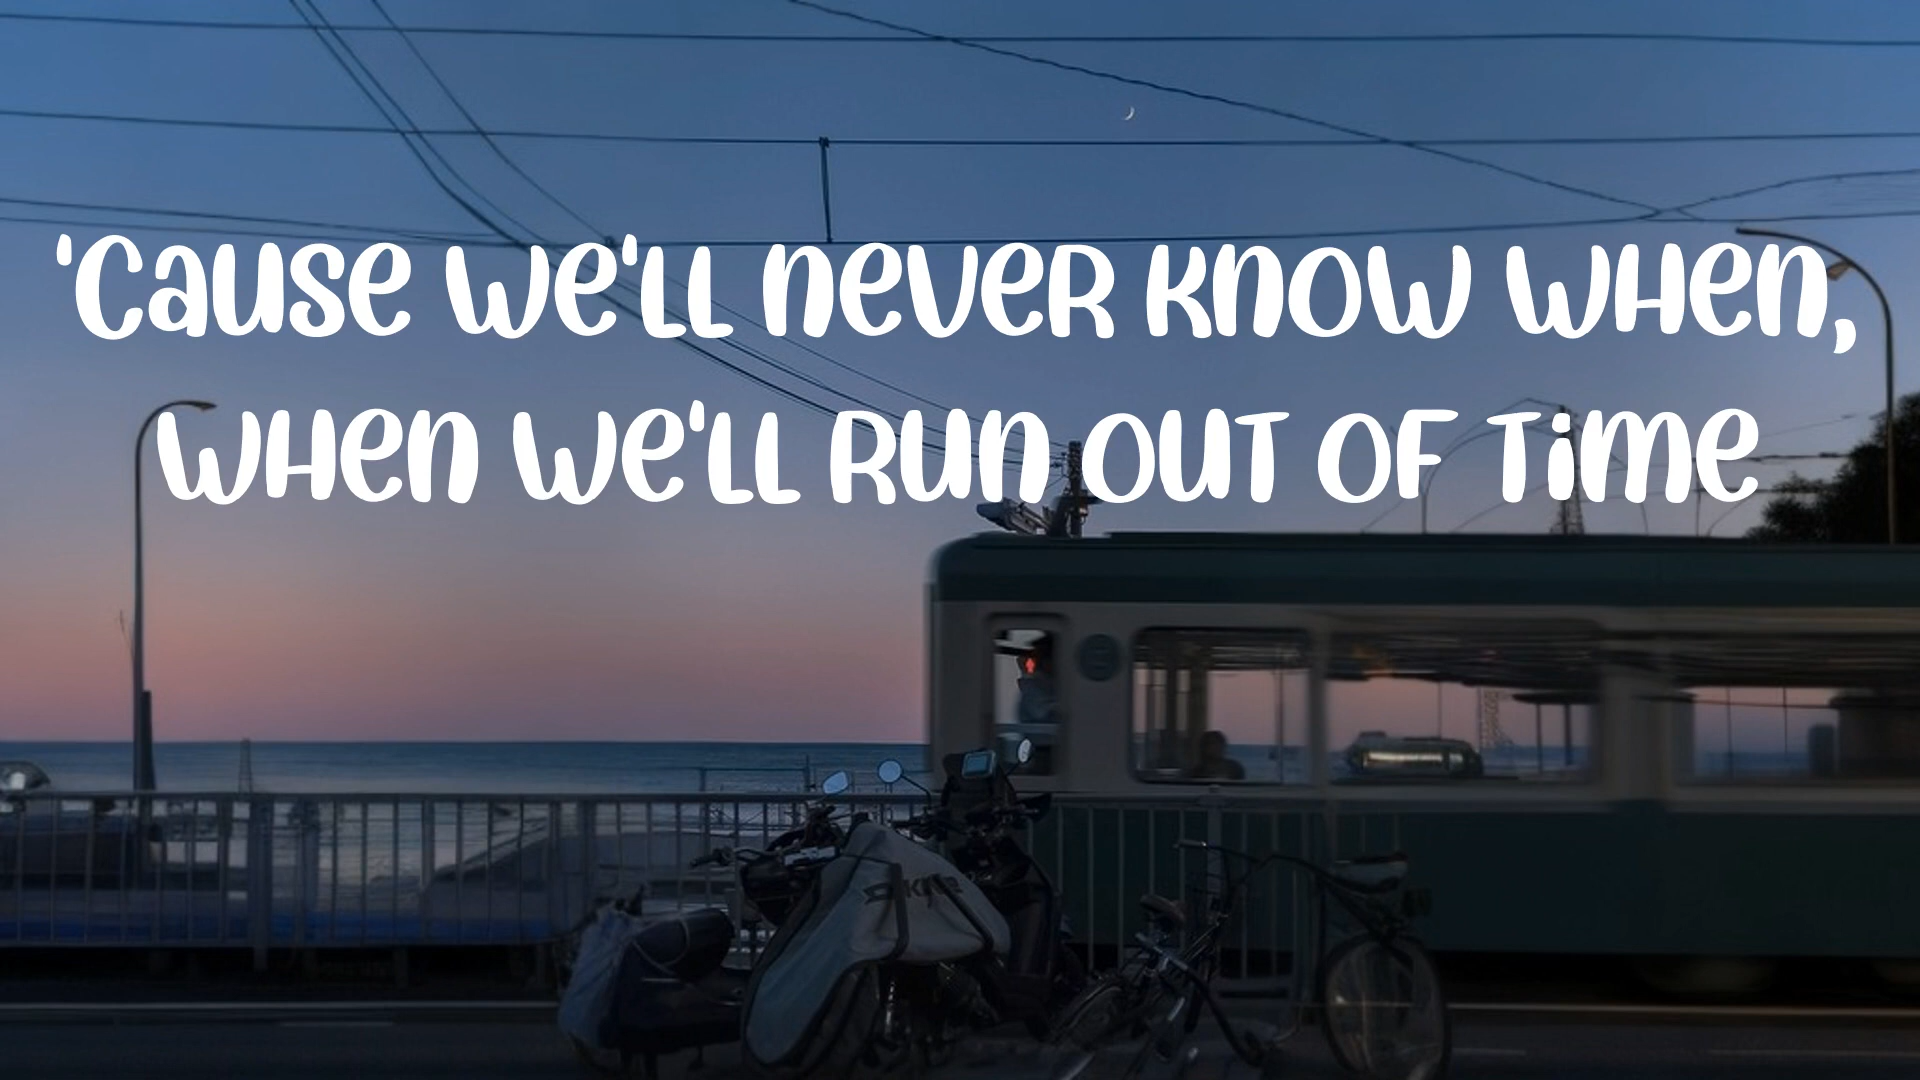 'Cause we'll never know when,
when we'll run out of time